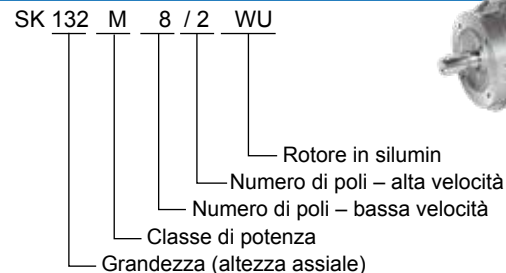 SK 132 M 8 / 2 WU
Rotore in silumin
Numero di poli – alta velocità
Numero di poli – bassa velocità
Classe di potenza
Grandezza (altezza assiale)